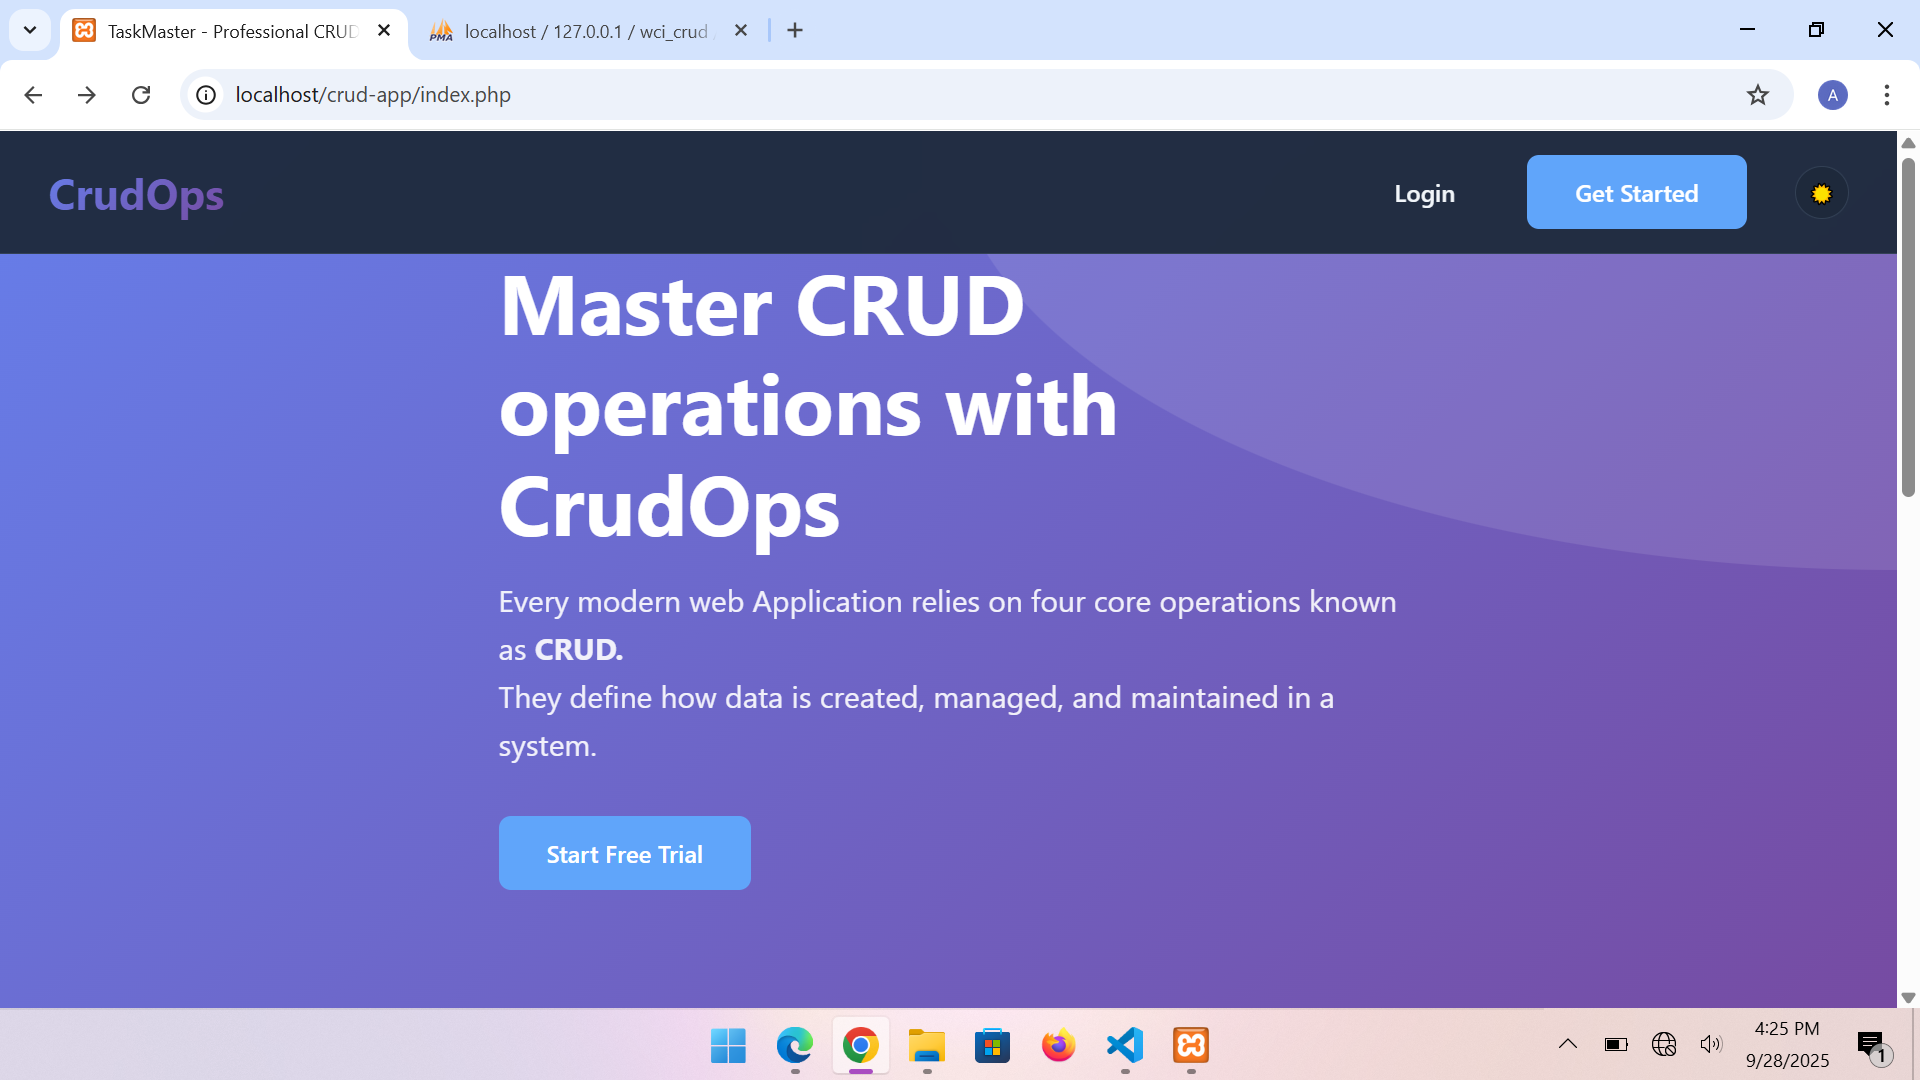 TaskMaster - Professional CRUD
PMA localhost / 127.0.0.1 / wci_crud
localhost/crud-app/index.php
A
CrudOps
Login
Get Started
Master CRUD
operations with
CrudOps
Every modern web Application relies on four core operations known
as CRUD.
They define how data is created, managed, and maintained in a
system.
Start Free Trial
4:25 PM
9/28/2025
1